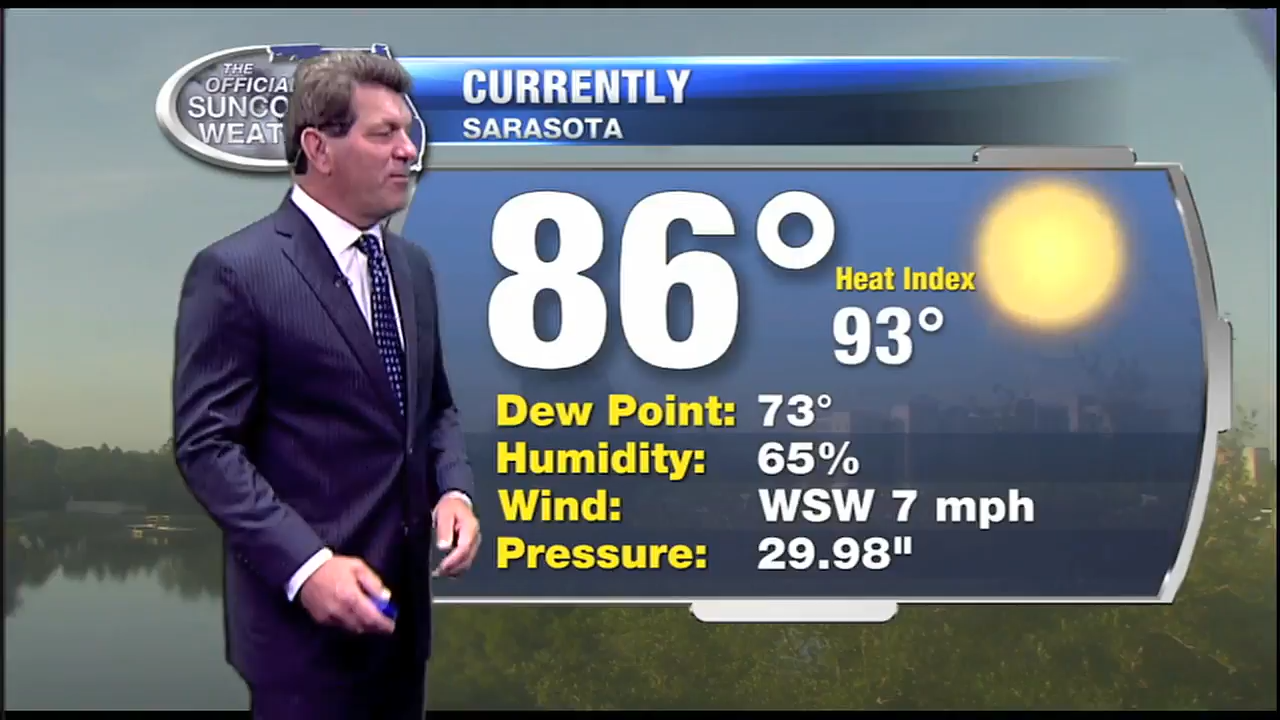 THE
OFFICIAL
CURRENTLY
SARASOTA
86°
Heat Index
93°
Dew Point: 73°
Humidity: 65%
Wind: WSW 7 mph
Pressure: 29.98"